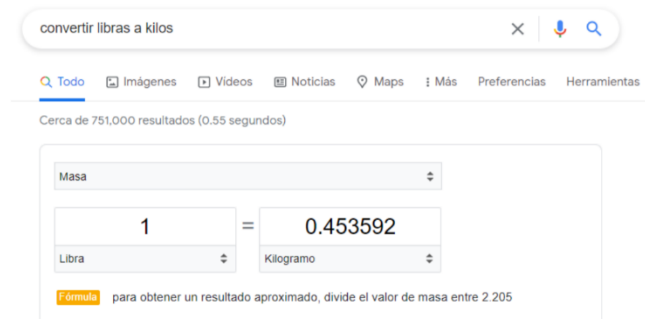 convertir libras a kilos
Todo Imágenes Videos Noticias Maps Más Preferencias Herramientas
Cerca de 751,000 resultados (0.55 segundos)
Masa
1 = 0.453592
Libra Kilogramo
Fórmula para obtener un resultado aproximado, divide el valor de masa entre 2.205